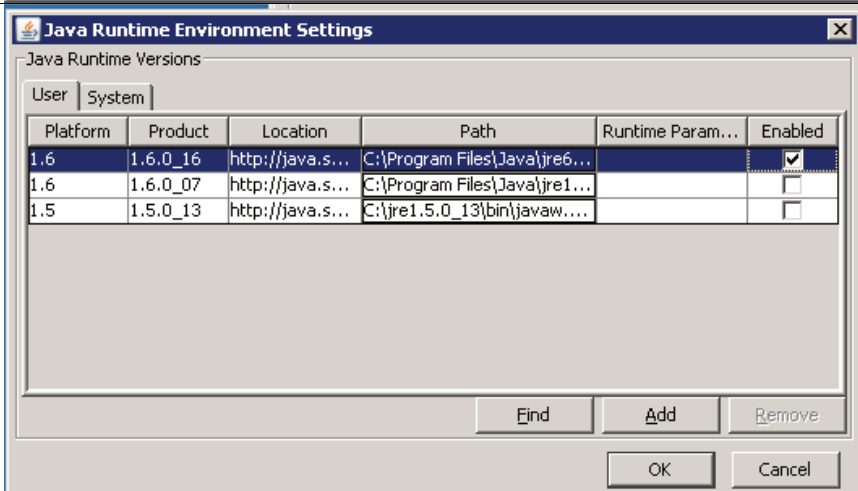 Java Runtime Environment Settings
Java Runtime Versions
User System
Platform Product Location Path Runtime Param... Enabled
1.6 1.6.0_16 http://java.s... C:\Program Files\Java\jre6...
1.6 1.6.0_07 http://java.s... C:\Program Files\Java\jre1...
1.5 1.5.0_13 http://java.s... C:\jre1.5.0_13\bin\javaw....
Find Add Remove
OK Cancel